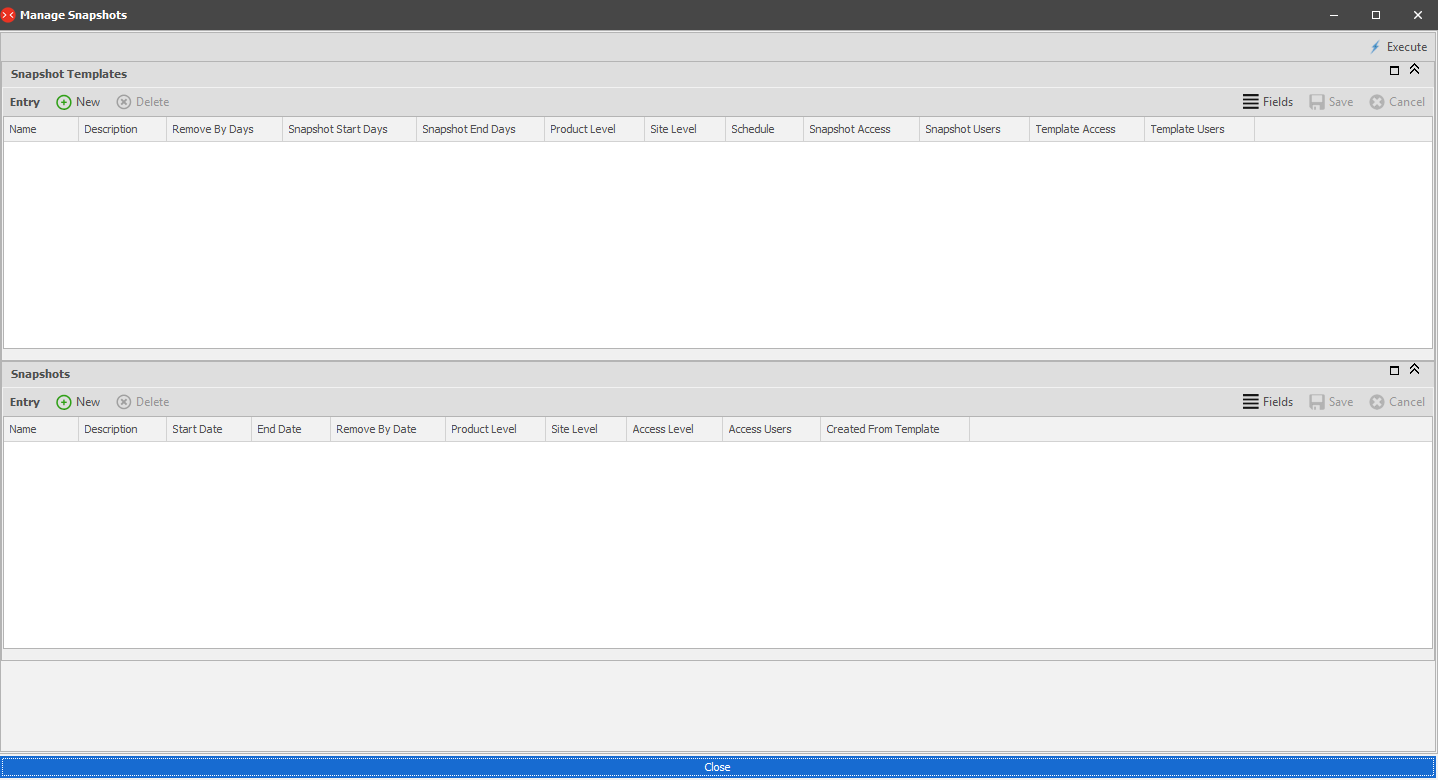 Manage Snapshots
Execute
Snapshot Templates
Entry New Delete Fields Save Cancel
Name Description Remove By Days Snapshot Start Days Snapshot End Days Product Level Site Level Schedule Snapshot Access Snapshot Users Template Access Template Users
Snapshots
Entry New Delete Fields Save Cancel
Name Description Start Date End Date Remove By Date Product Level Site Level Access Level Access Users Created From Template
Close